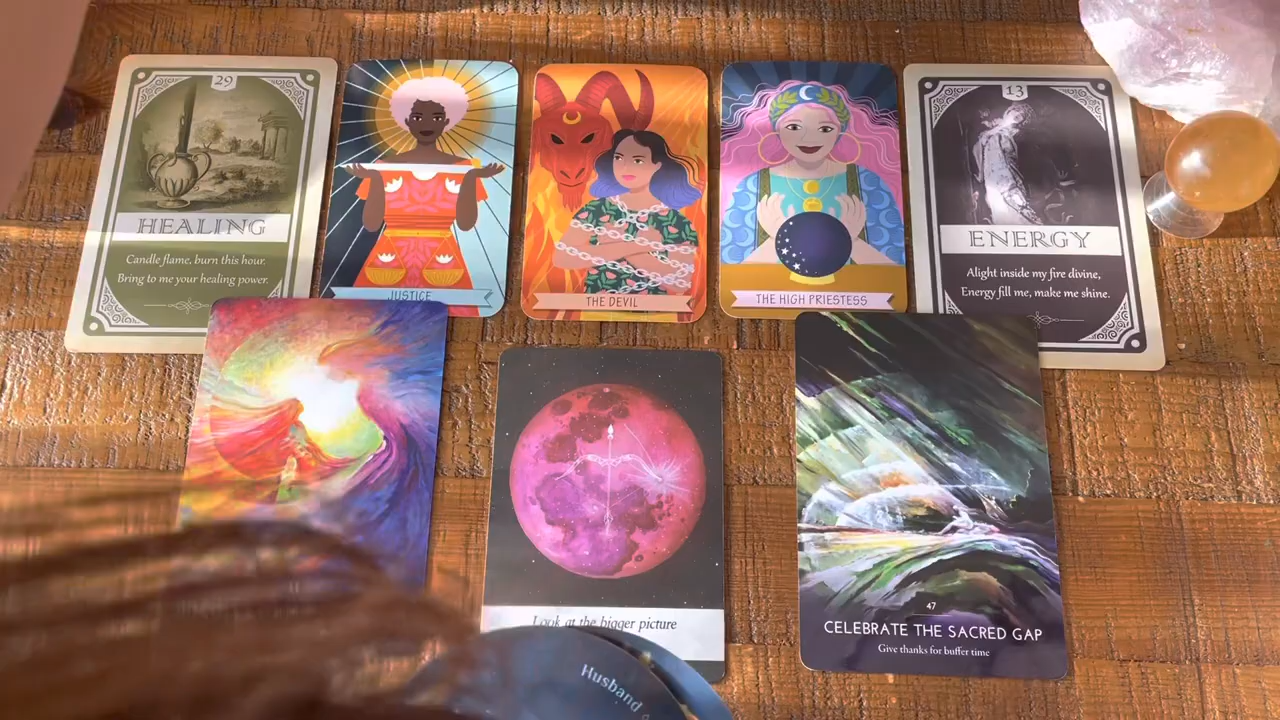 29
HEALING
Candle flame, burn this hour.
Bring to me your healing power.
JUSTICE
THE DEVIL
THE HIGH PRIESTESS
13
ENERGY
Alight inside my fire divine,
Energy fill me, make me shine.
Look at the bigger picture
47
CELEBRATE THE SACRED GAP
Give thanks for buffer time
Husband